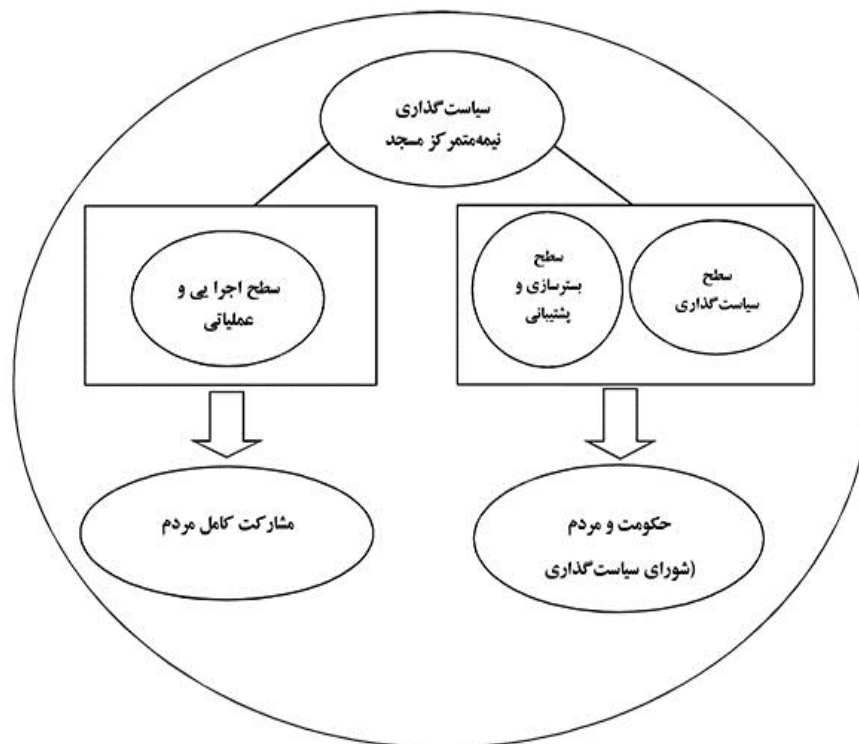 سیاست‌گذاری
نیمه‌متمرکز مسجد
سطح
سیاست‌گذاری
سطح
بسترسازی و
پشتیبانی
سطح اجرا یی و
عملیاتی
حکومت و مردم
(شورای سیاست‌گذاری
مشارکت کامل مردم